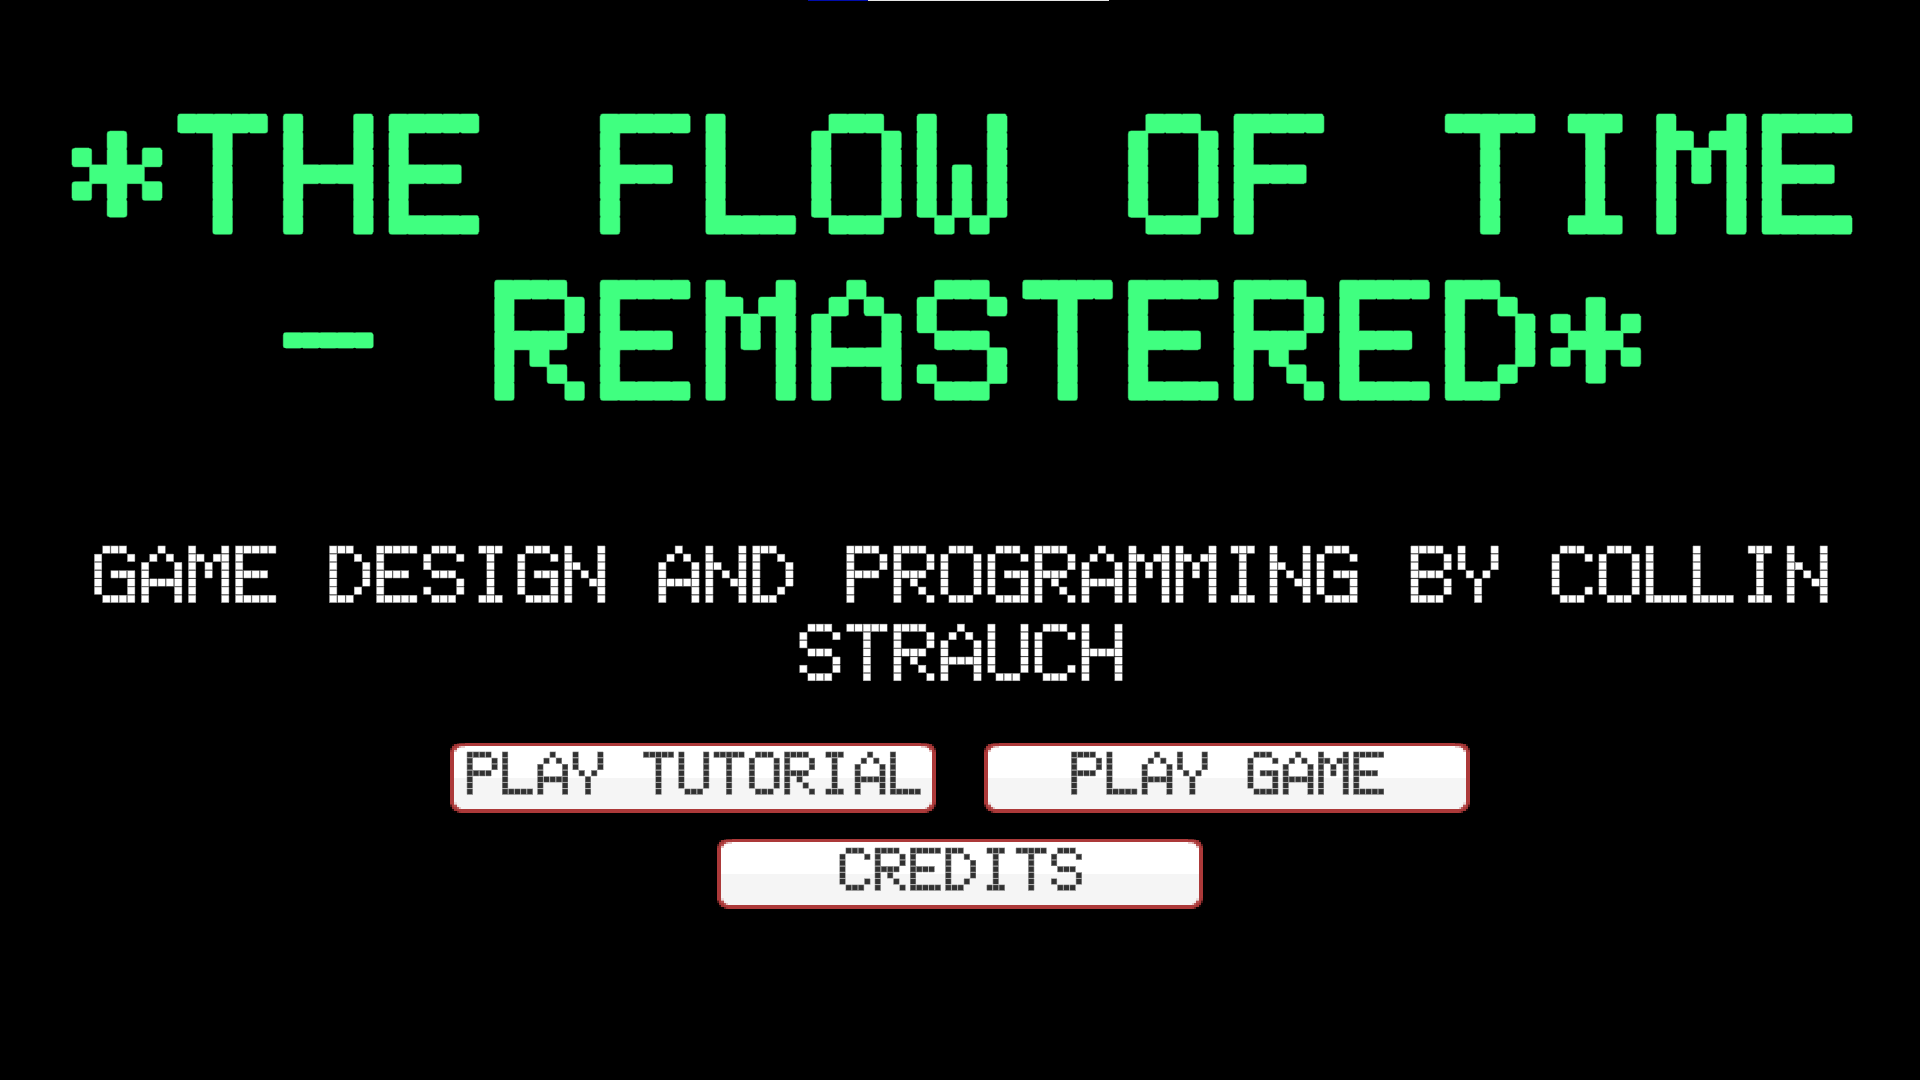 *THE FLOW OF TIME
- REMASTERED*
GAME DESIGN AND PROGRAMMING BY COLLIN
STRAUCH
PLAY TUTORIAL
PLAY GAME
CREDITS